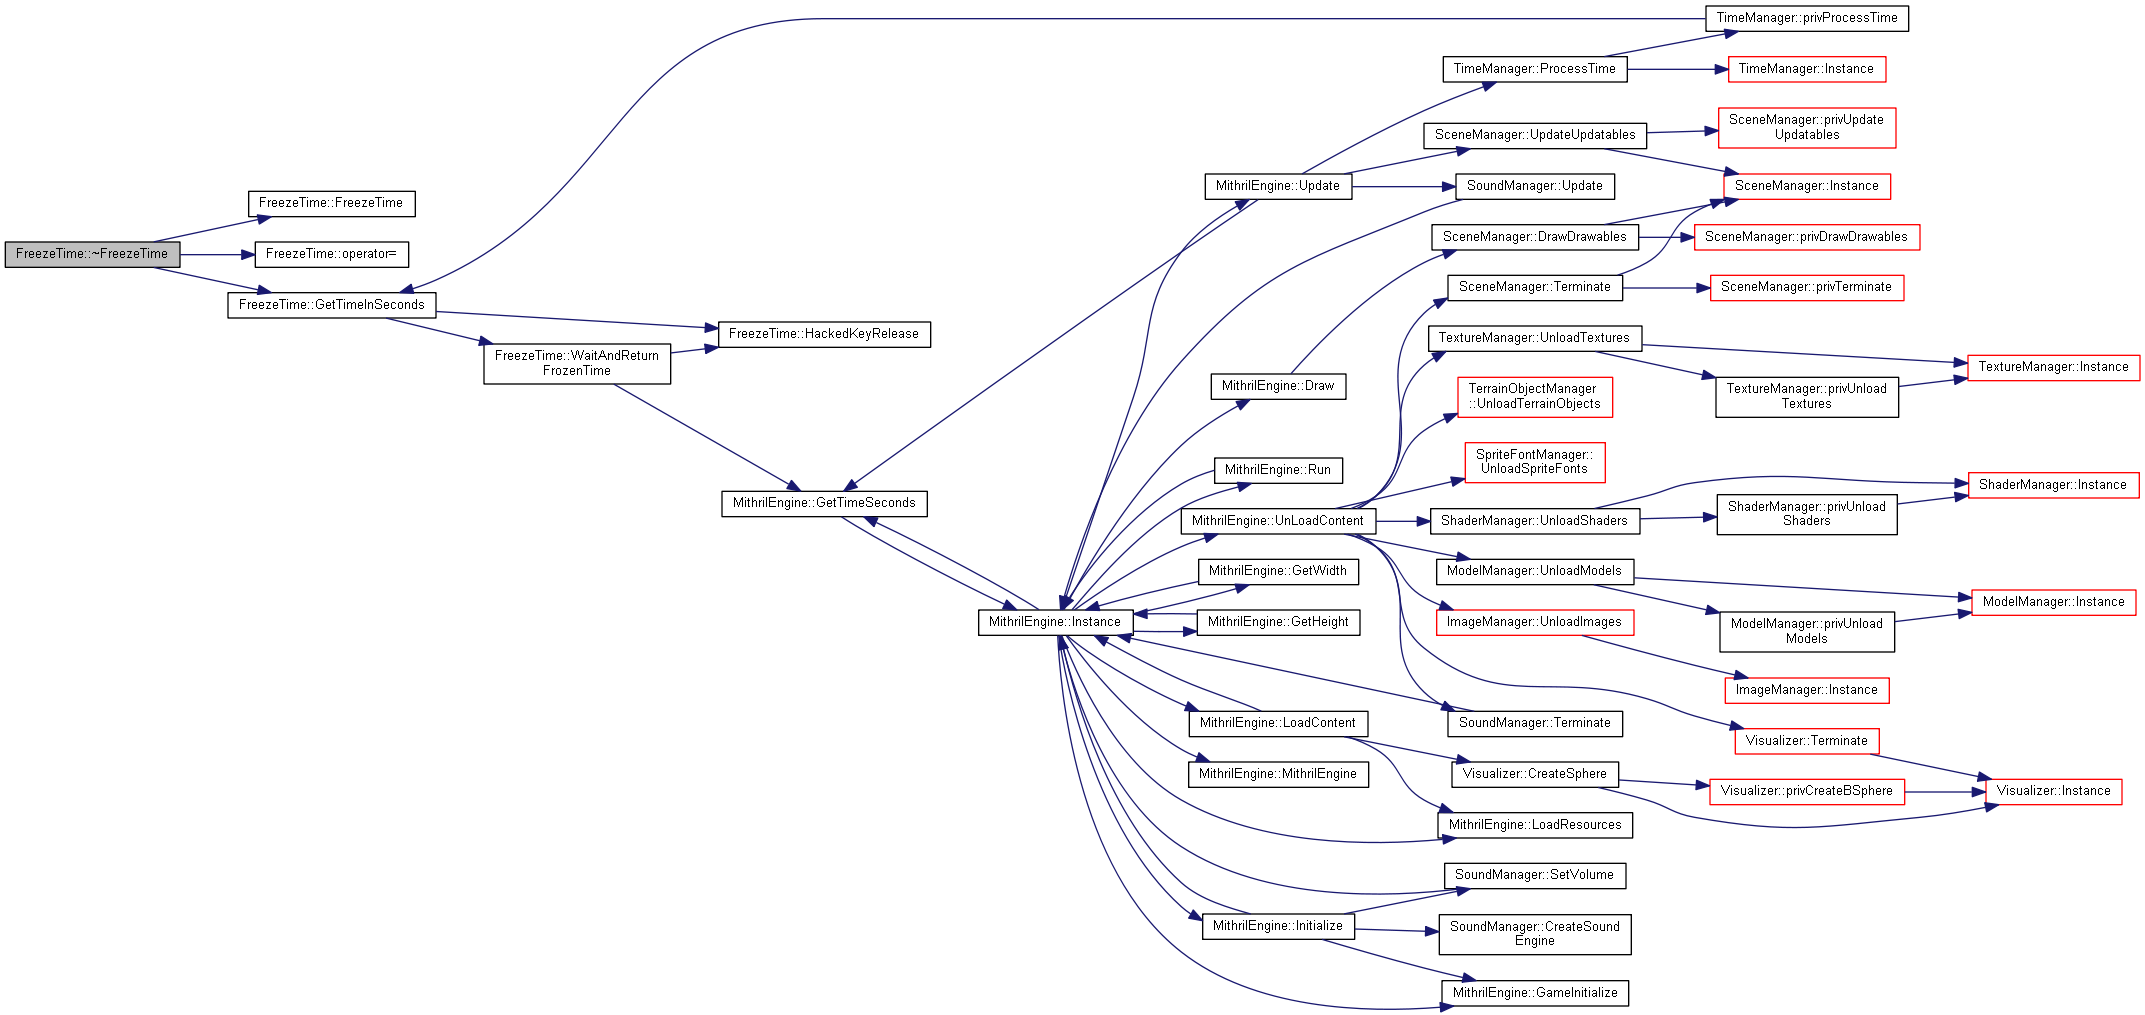 TimeManager::privProcessTime
TimeManager::ProcessTime
TimeManager::Instance
SceneManager::privUpdate
Updatables
SceneManager::UpdateUpdatables
MithrilEngine::Update
SoundManager::Update
SceneManager::Instance
FreezeTime::FreezeTime
SceneManager::DrawDrawables
SceneManager::privDrawDrawables
FreezeTime::~FreezeTime
FreezeTime::operator=
SceneManager::Terminate
SceneManager::privTerminate
FreezeTime::GetTimeInSeconds
FreezeTime::HackedKeyRelease
TextureManager::UnloadTextures
FreezeTime::WaitAndReturn
FrozenTime
TextureManager::Instance
MithrilEngine::Draw
TerrainObjectManager
::UnloadTerrainObjects
TextureManager::privUnload
Textures
SpriteFontManager::
UnloadSpriteFonts
MithrilEngine::Run
ShaderManager::Instance
MithrilEngine::GetTimeSeconds
ShaderManager::privUnload
Shaders
MithrilEngine::UnLoadContent
ShaderManager::UnloadShaders
MithrilEngine::GetWidth
ModelManager::UnloadModels
ModelManager::Instance
MithrilEngine::Instance
MithrilEngine::GetHeight
ImageManager::UnloadImages
ModelManager::privUnload
Models
ImageManager::Instance
MithrilEngine::LoadContent
SoundManager::Terminate
Visualizer::Terminate
MithrilEngine::MithrilEngine
Visualizer::CreateSphere
Visualizer::privCreateBSphere
Visualizer::Instance
MithrilEngine::LoadResources
SoundManager::SetVolume
MithrilEngine::Initialize
SoundManager::CreateSound
Engine
MithrilEngine::GameInitialize